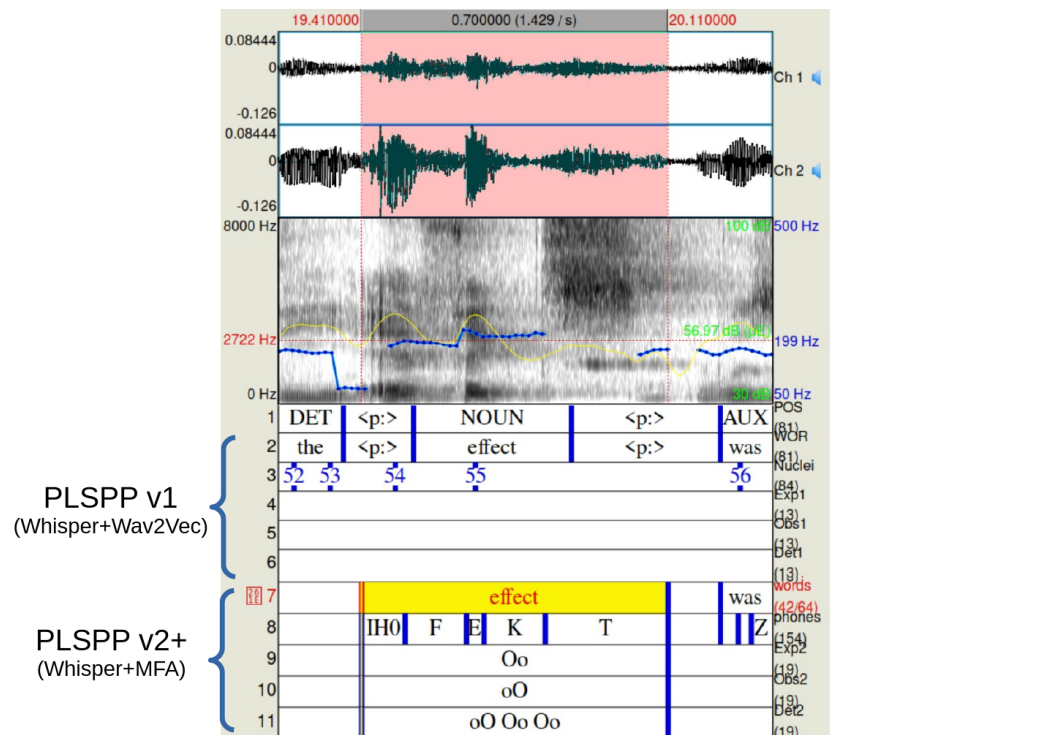 19.410000 0.700000 (1.429 / s) 20.110000
0.08444
0
-0.126
Ch 1
0.08444
0
-0.126
Ch 2
8000 Hz 100 dB 500 Hz
2722 Hz 56.97 dB (µE) 199 Hz
0 Hz 30 dB 50 Hz
1 DET <p:> NOUN <p:> AUX POS (81)
2 the <p:> effect <p:> was WOR (81)
3 52 53 54 55 56 Nuclei (84)
4 Exp1 (13)
5 Obs1 (13)
6 Det1 (13)
7 effect was words (42/64)
8 IH0 F E K T Z phones (154)
9 Oo Exp2 (19)
10 oO Obs2 (19)
11 oO Oo Oo Det2 (19)
PLSPP v1
(Whisper+Wav2Vec)
PLSPP v2+
(Whisper+MFA)